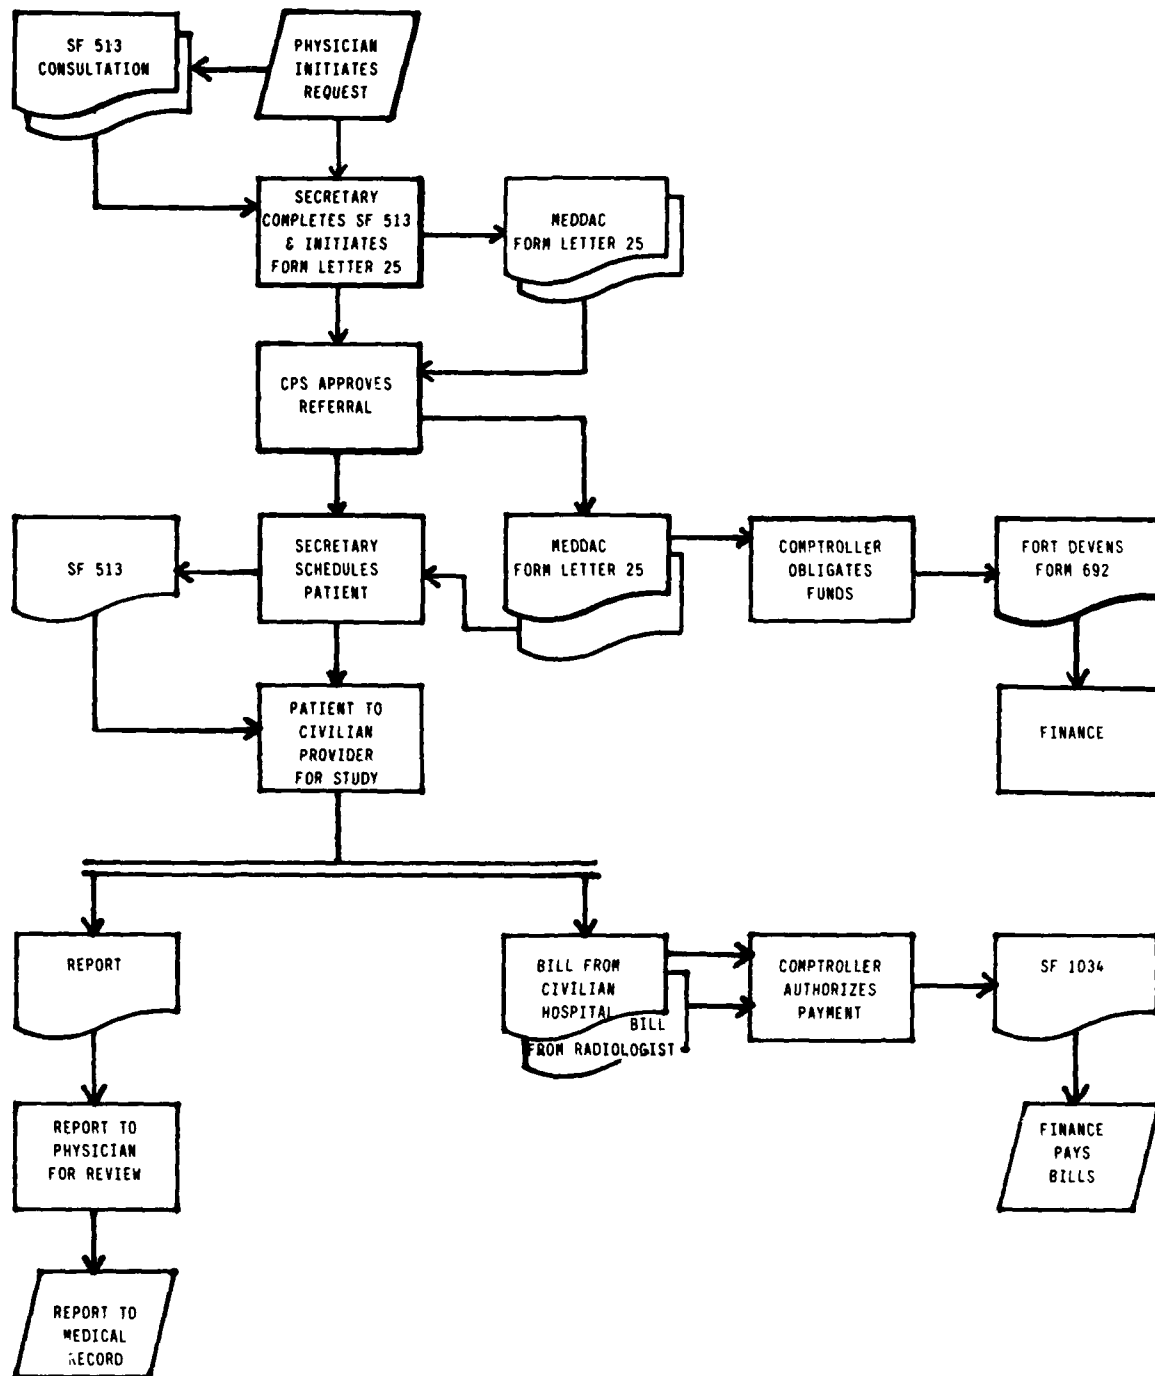 SF 513
CONSULTATION
PHYSICIAN
INITIATES
REQUEST
SECRETARY
COMPLETES SF 513
& INITIATES
FORM LETTER 25
MEDDAC
FORM LETTER 25
CPS APPROVES
REFERRAL
SF 513
SECRETARY
SCHEDULES
PATIENT
MEDDAC
FORM LETTER 25
COMPTROLLER
OBLIGATES
FUNDS
FORT DEVENS
FORM 692
FINANCE
PATIENT TO
CIVILIAN
PROVIDER
FOR STUDY
REPORT
BILL FROM
CIVILIAN
HOSPITAL
BILL
FROM RADIOLOGIST
COMPTROLLER
AUTHORIZES
PAYMENT
SF 1034
REPORT TO
PHYSICIAN
FOR REVIEW
FINANCE
PAYS
BILLS
REPORT TO
MEDICAL
RECORD